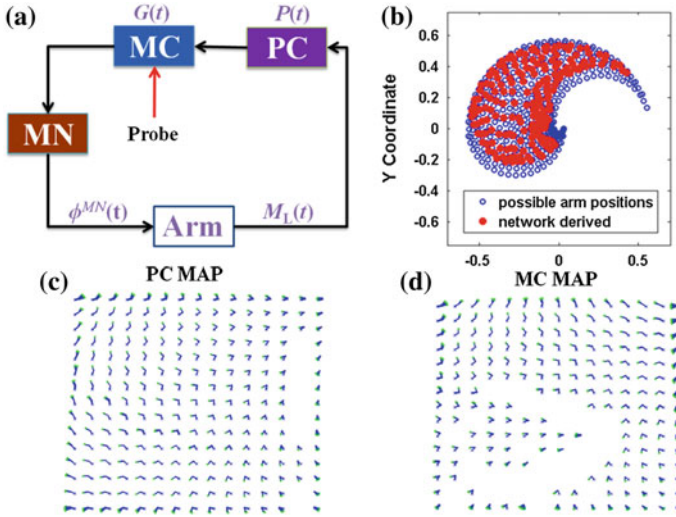 (a)
G(t)
P(t)
MC
PC
MN
Probe
ϕ^MN(t)
Arm
M_L(t)
(b)
Y Coordinate
0.6
0.4
0.2
0
-0.2
-0.4
-0.6
possible arm positions
network derived
-0.5
0
0.5
(c)
PC MAP
(d)
MC MAP